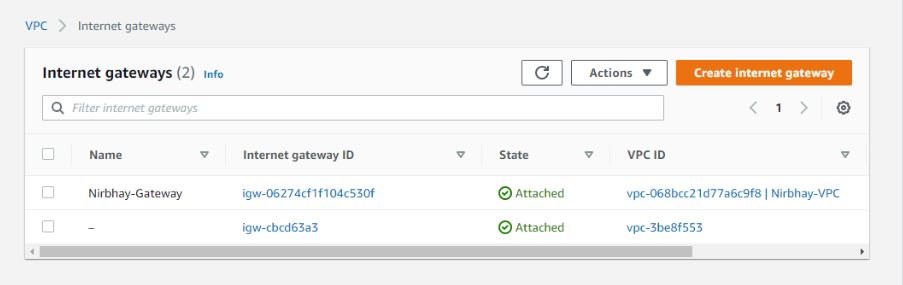 VPC > Internet gateways
Internet gateways (2) Info Actions ▼ Create internet gateway
Filter internet gateways 1
Name Internet gateway ID State VPC ID
Nirbhay-Gateway igw-06274cf1f104c530f Attached vpc-068bcc21d77a6c9f8 | Nirbhay-VPC
– igw-cbcd63a3 Attached vpc-3be8f553